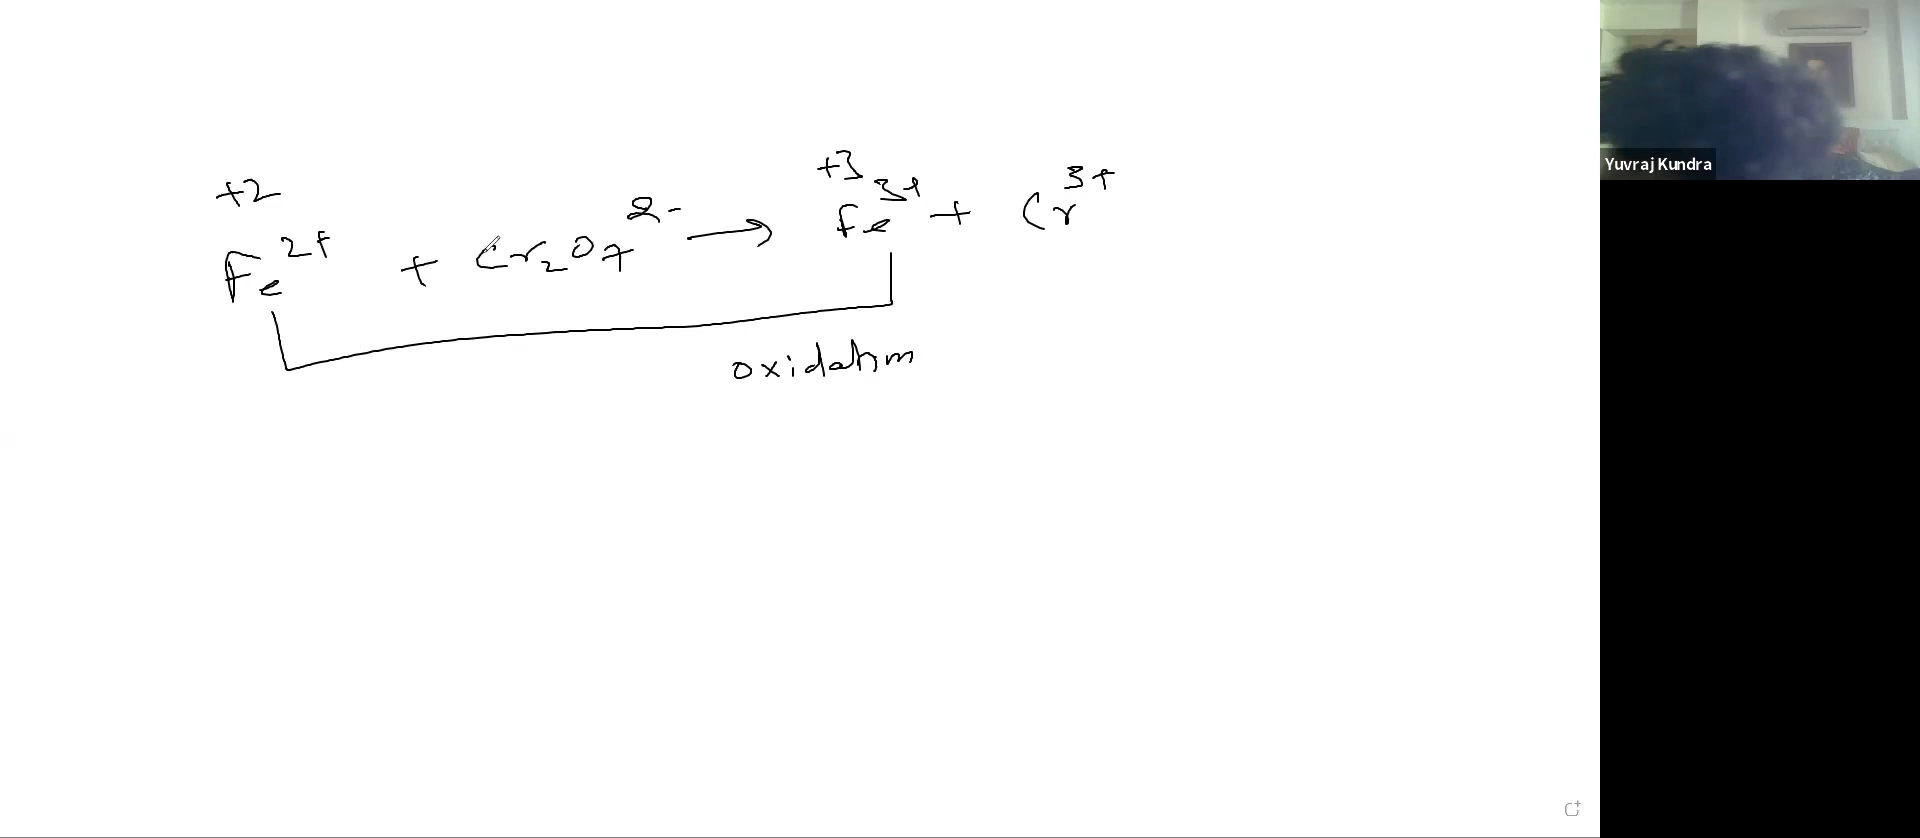 +2 +3
Fe²⁺ + Cr₂O₇²⁻ → Fe³⁺ + Cr³⁺
oxidation
Yuvraj Kundra